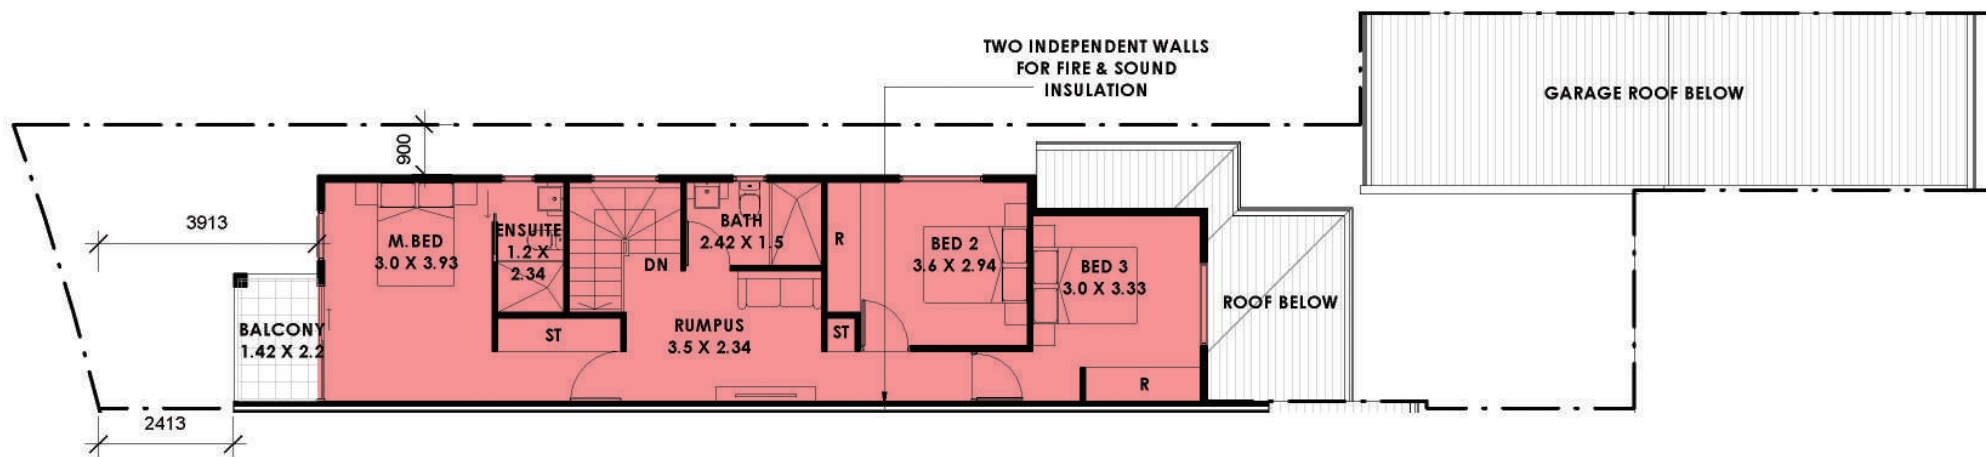 TWO INDEPENDENT WALLS
FOR FIRE & SOUND
INSULATION
GARAGE ROOF BELOW
900
3913
M.BED
3.0 X 3.93
ENSUITE
1.2 X
2.34
DN
BATH
2.42 X 1.5
R
BED 2
3.6 X 2.94
BED 3
3.0 X 3.33
ROOF BELOW
BALCONY
1.42 X 2.2
ST
RUMPUS
3.5 X 2.34
ST
R
2413